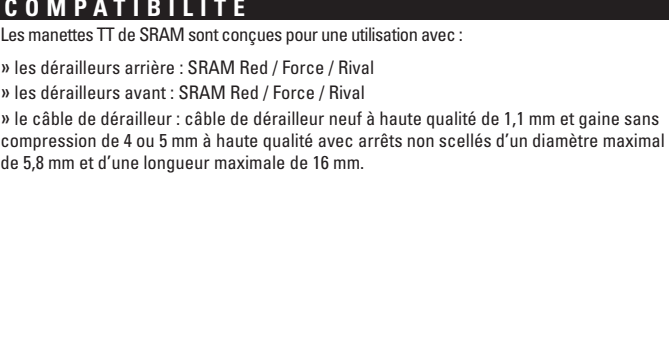 COMPATIBILITÉ
Les manettes TT de SRAM sont conçues pour une utilisation avec :
» les dérailleurs arrière : SRAM Red / Force / Rival
» les dérailleurs avant : SRAM Red / Force / Rival
» le câble de dérailleur : câble de dérailleur neuf à haute qualité de 1,1 mm et gaine sans
compression de 4 ou 5 mm à haute qualité avec arrêts non scellés d’un diamètre maximal
de 5,8 mm et d’une longueur maximale de 16 mm.